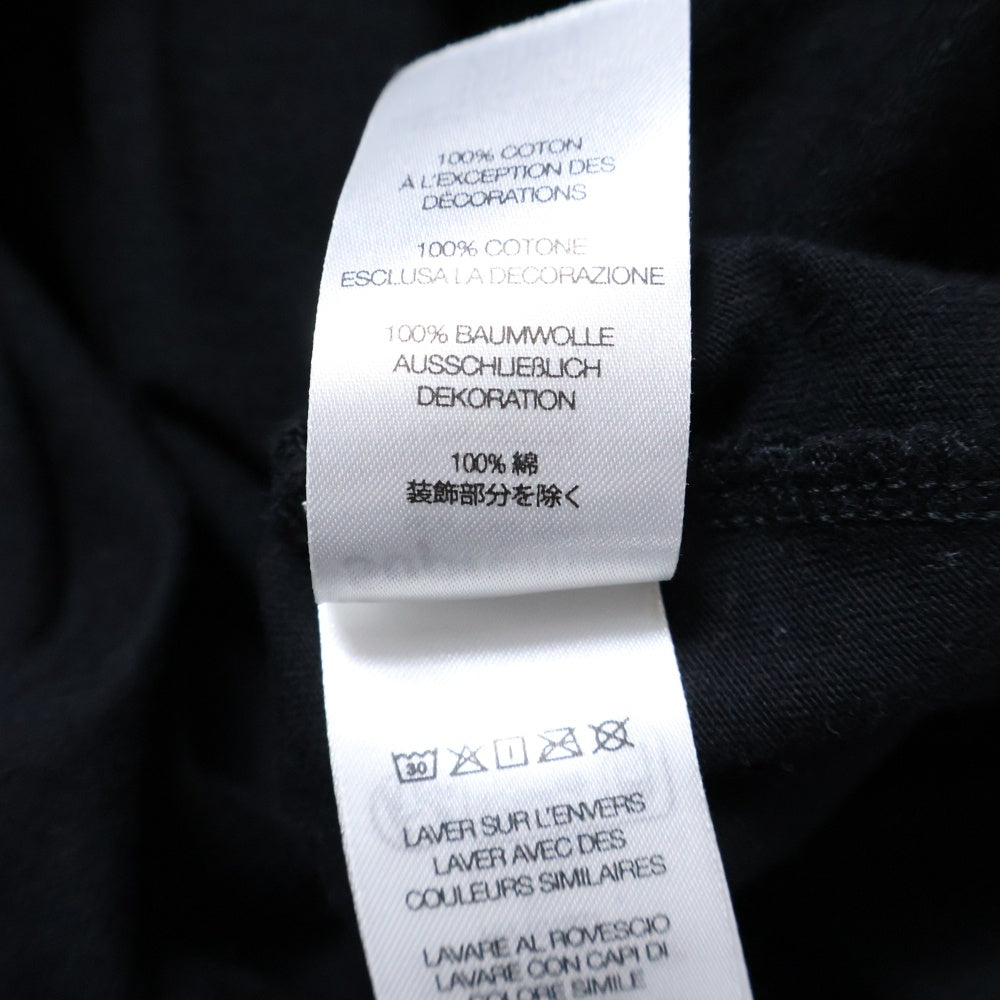 100% COTON
À L'EXCEPTION DES
DÉCORATIONS
100% COTONE
ESCLUSA LA DECORAZIONE
100% BAUMWOLLE
AUSSCHLIEßLICH
DEKORATION
100% 綿
装飾部分を除く
30
LAVER SUR L'ENVERS
LAVER AVEC DES
COULEURS SIMILAIRES
LAVARE AL ROVESCIO
LAVARE CON CAPI DI
COLORE SIMILE